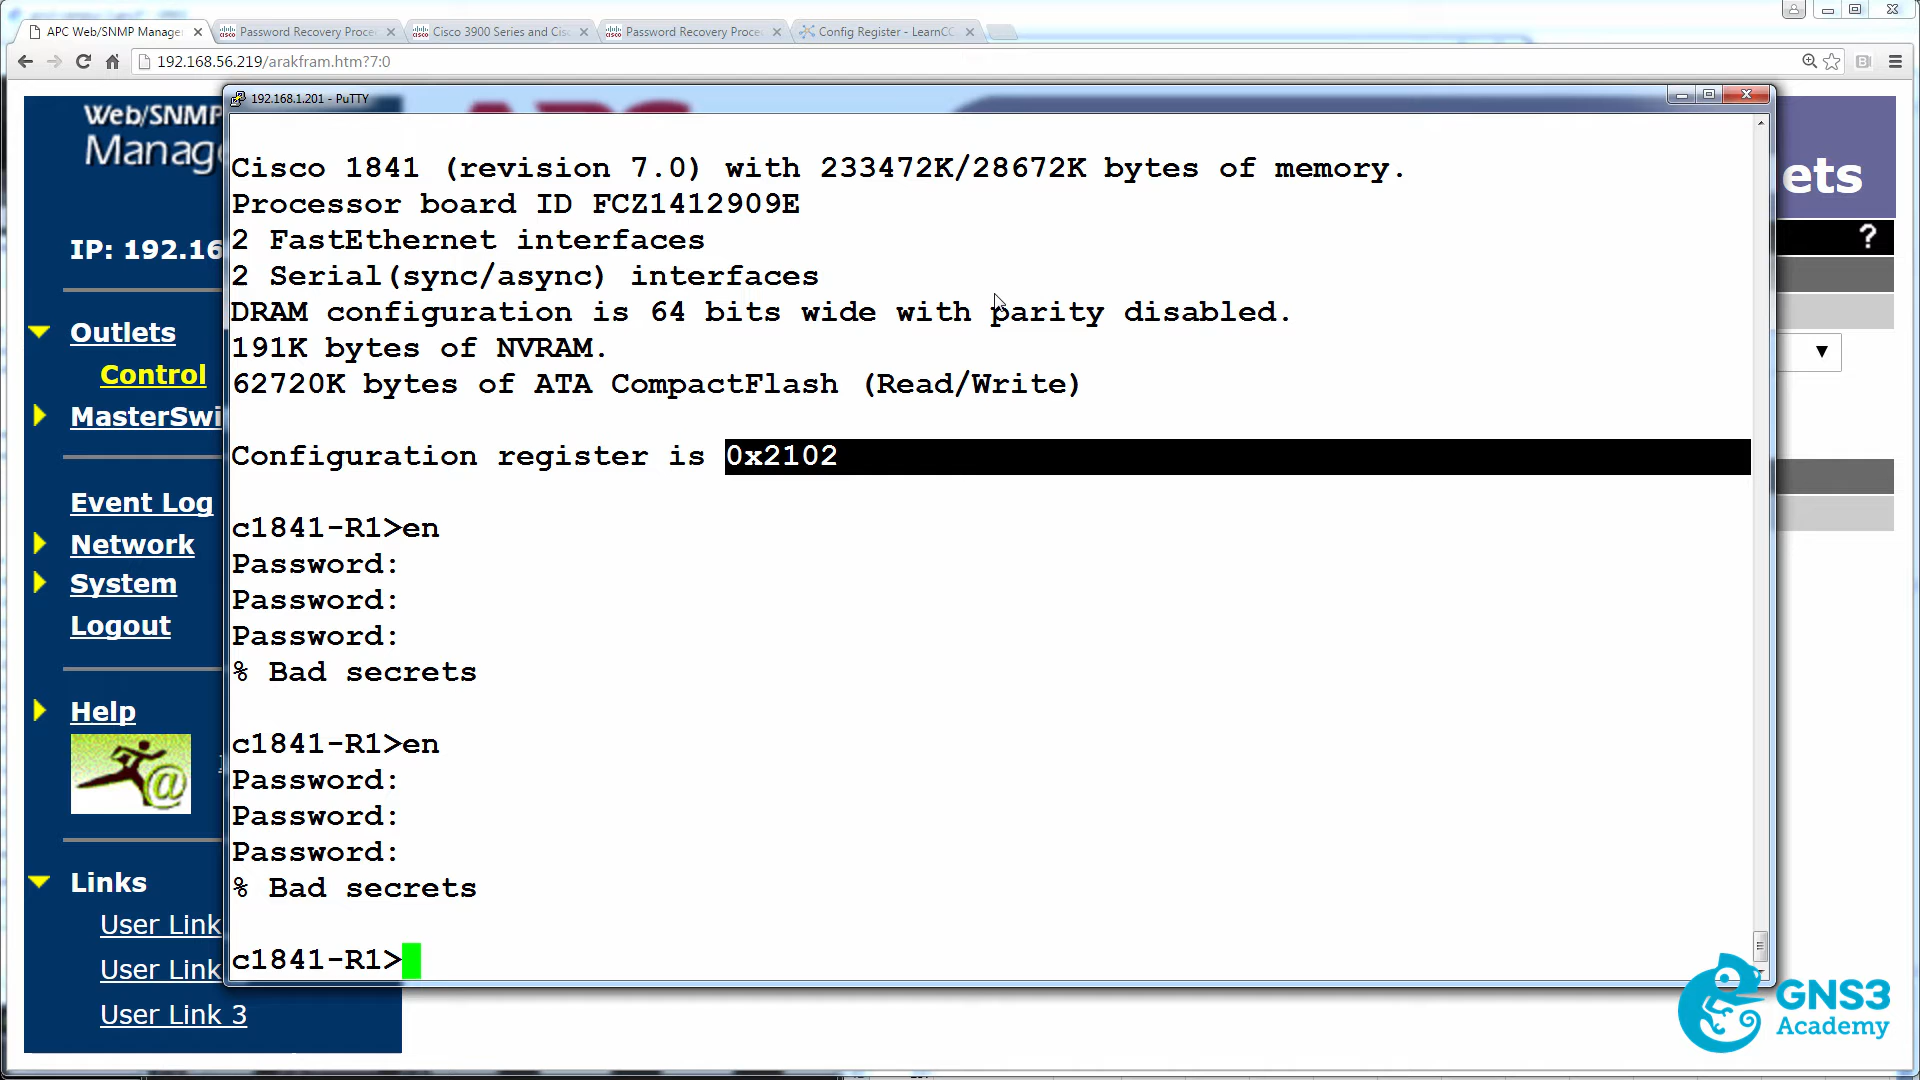 APC Web/SNMP Manage
Password Recovery Proce
Cisco 3900 Series and Cis
Password Recovery Proce
Config Register - LearnCC
192.168.56.219/arakfram.htm?7:0
Web/SNMP
Manag
IP: 192.16
Outlets
Control
MasterSwi
Event Log
Network
System
Logout
Help
Links
User Link
User Link
User Link 3
ets
?
192.168.1.201 - PuTTY
Cisco 1841 (revision 7.0) with 233472K/28672K bytes of memory.
Processor board ID FCZ1412909E
2 FastEthernet interfaces
2 Serial(sync/async) interfaces
DRAM configuration is 64 bits wide with parity disabled.
191K bytes of NVRAM.
62720K bytes of ATA CompactFlash (Read/Write)
Configuration register is 0x2102
c1841-R1>en
Password:
Password:
Password:
% Bad secrets
c1841-R1>en
Password:
Password:
Password:
% Bad secrets
c1841-R1>
GNS3
Academy